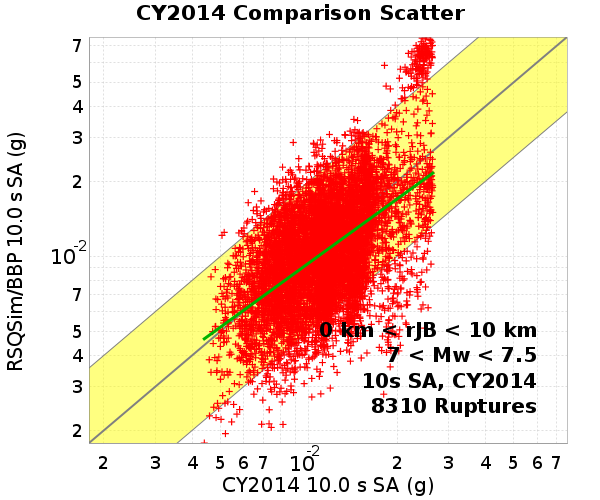 CY2014 Comparison Scatter
7
5
4
3
2
10-2
7
5
4
3
2
RSQSim/BBP 10.0 s SA (g)
0 km < rJB < 10 km
7 < Mw < 7.5
10s SA, CY2014
8310 Ruptures
2 3 4 5 6 7 10-2 2 3 4 5 6 7
CY2014 10.0 s SA (g)